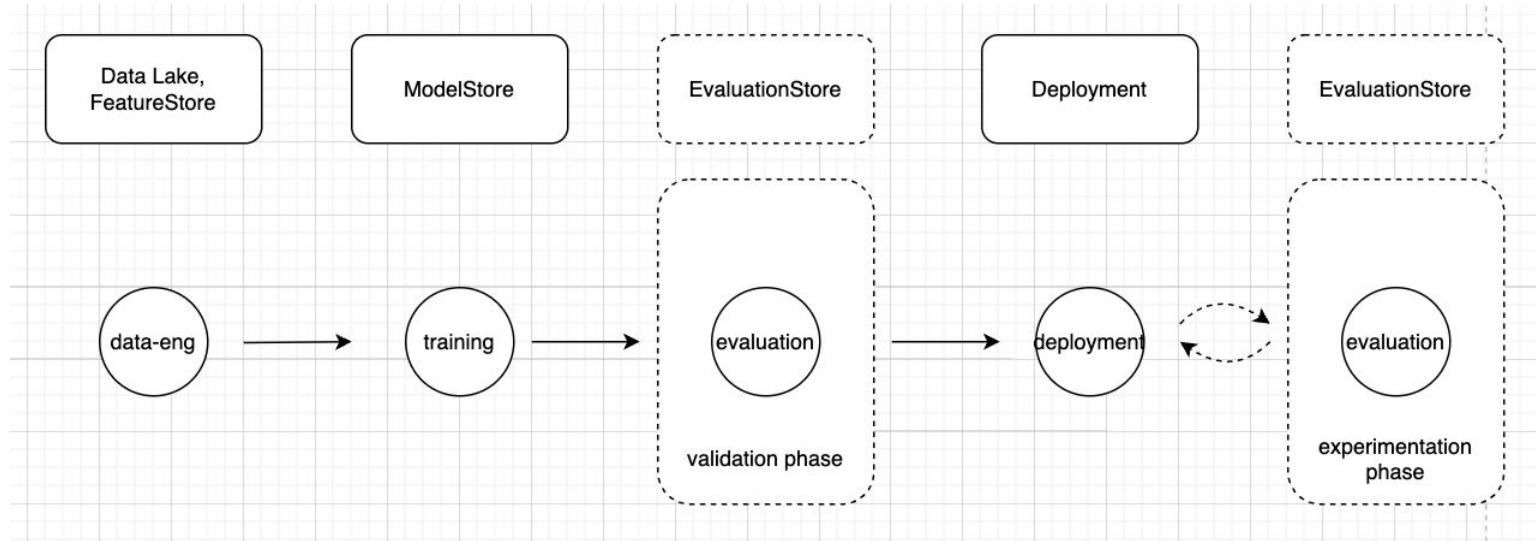 Data Lake,
FeatureStore
ModelStore
EvaluationStore
Deployment
EvaluationStore
data-eng
training
evaluation
deployment
evaluation
validation phase
experimentation
phase